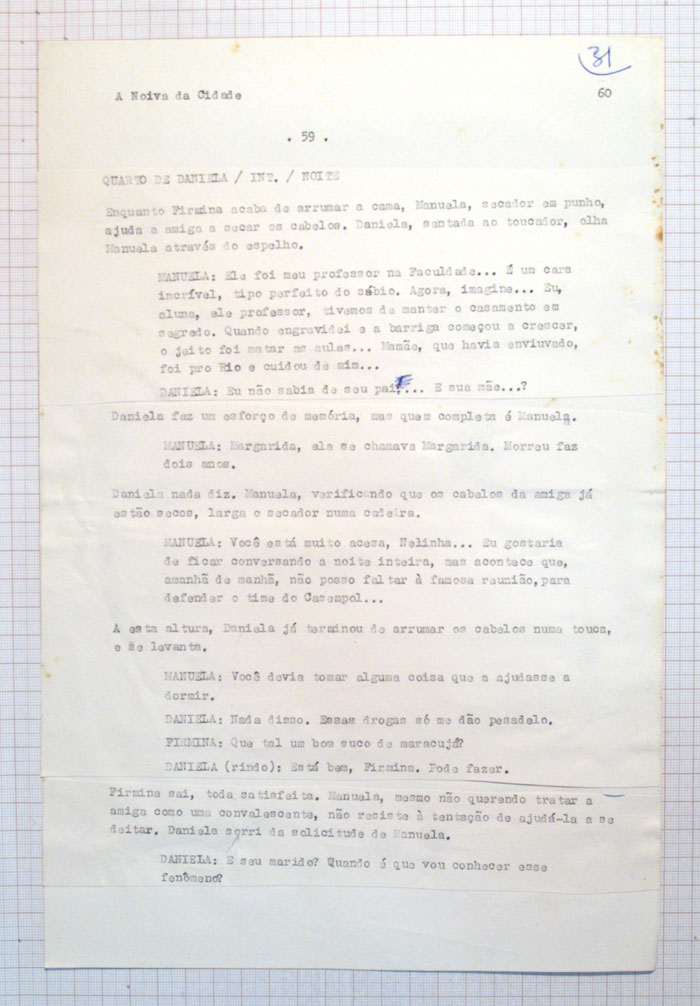 31
A Noiva da Cidade
60
. 59 .
QUARTO DE DANIELA / INT. / NOITE
Enquanto Firmina acaba de arrumar a cama, Manuela, secador em punho,
ajuda a amiga a secar os cabelos. Daniela, sentada ao toucador, olha
Manuela através do espelho.
MANUELA: Ele foi meu professor na Faculdade... É um cara
incrível, tipo perfeito do sábio. Agora, imagine... Eu,
aluna, ele professor, tivemos de manter o casamento em
segredo. Quando engravidei e a barriga começou a crescer,
o jeito foi matar as aulas... Mamãe, que havia enviuvado,
foi pro Rio e cuidou de mim...
DANIELA: Eu não sabia de seu pai... E sua mãe...?
Daniela faz um esforço de memória, mas quem completa é Manuela.
MANUELA: Margarida, ela se chamava Margarida. Morreu faz
dois anos.
Daniela nada diz. Manuela, verificando que os cabelos da amiga já
estão secos, larga o secador numa cadeira.
MANUELA: Você está muito acesa, Nelinha... Eu gostaria
de ficar conversando a noite inteira, mas acontece que,
amanhã de manhã, não posso faltar à famosa reunião,para
defender o time do Casempol...
A esta altura, Daniela já terminou de arrumar os cabelos numa touca,
e se levanta.
MANUELA: Você devia tomar alguma coisa que a ajudasse a
dormir.
DANIELA: Nada disso. Essas drogas só me dão pesadelo.
FIRMINA: Que tal um bom suco de maracujá?
DANIELA (rindo): Está bem, Firmina. Pode fazer.
Firmina sai, toda satisfeita. Manuela, mesmo não querendo tratar a
amiga como uma convalescente, não resiste à tentação de ajudá-la a se
deitar. Daniela sorri da solicitude de Manuela.
DANIELA: E seu marido? Quando é que vou conhecer esse
fenômeno?